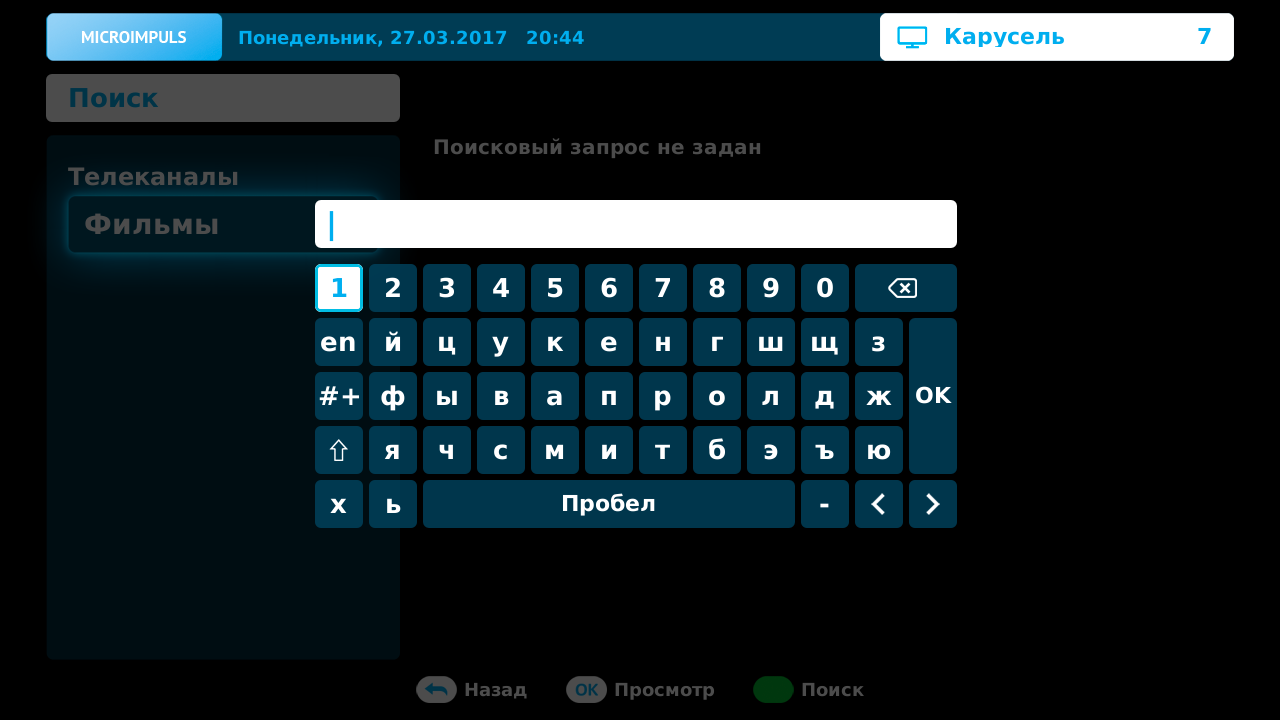 MICROIMPULS
Понедельник, 27.03.2017 20:44
Карусель 7
Поиск
Поисковый запрос не задан
Телеканалы
Фильмы
1 2 3 4 5 6 7 8 9 0
en й ц у к е н г ш щ з
#+ ф ы в а п р о л д ж OK
я ч с м и т б э ъ ю
х ь Пробел -
Назад OK Просмотр Поиск